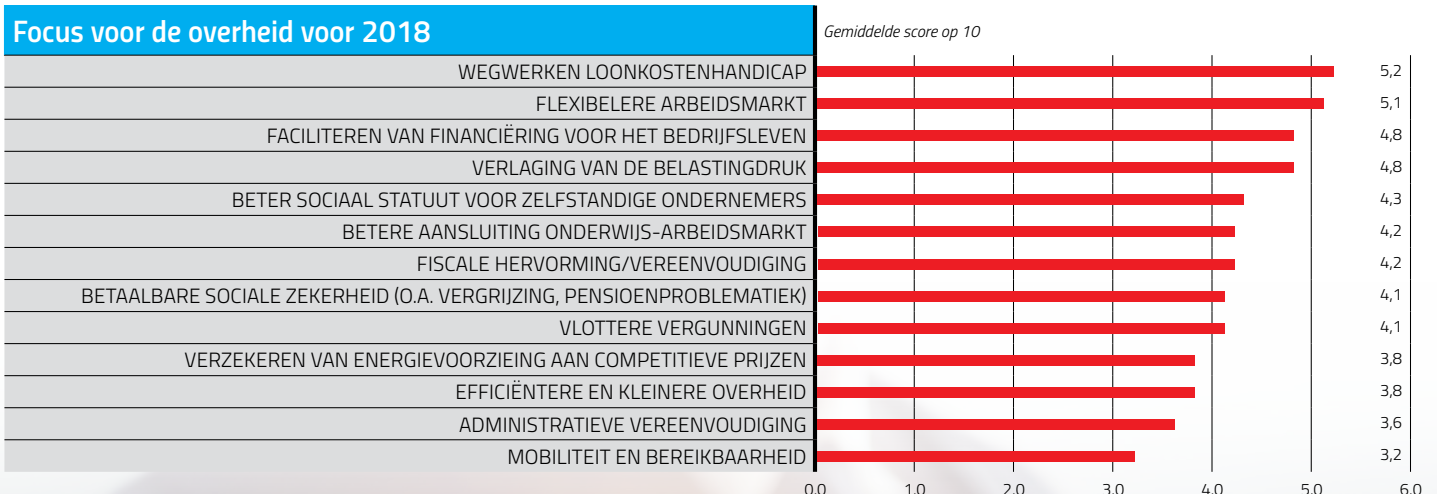 Focus voor de overheid voor 2018
Gemiddelde score op 10
WEGWERKEN LOONKOSTENHANDICAP 5,2
FLEXIBELERE ARBEIDSMARKT 5,1
FACILITEREN VAN FINANCIËRING VOOR HET BEDRIJFSLEVEN 4,8
VERLAGING VAN DE BELASTINGDRUK 4,8
BETER SOCIAAL STATUUT VOOR ZELFSTANDIGE ONDERNEMERS 4,3
BETERE AANSLUITING ONDERWIJS-ARBEIDSMARKT 4,2
FISCALE HERVORMING/VEREENVOUDIGING 4,2
BETAALBARE SOCIALE ZEKERHEID (O.A. VERGRIJZING, PENSIOENPROBLEMATIEK) 4,1
VLOTTERE VERGUNNINGEN 4,1
VERZEKEREN VAN ENERGIEVOORZIEING AAN COMPETITIEVE PRIJZEN 3,8
EFFICIËNTERE EN KLEINERE OVERHEID 3,8
ADMINISTRATIEVE VEREENVOUDIGING 3,6
MOBILITEIT EN BEREIKBAARHEID 3,2
0.0 1.0 2.0 3.0 4.0 5.0 6.0